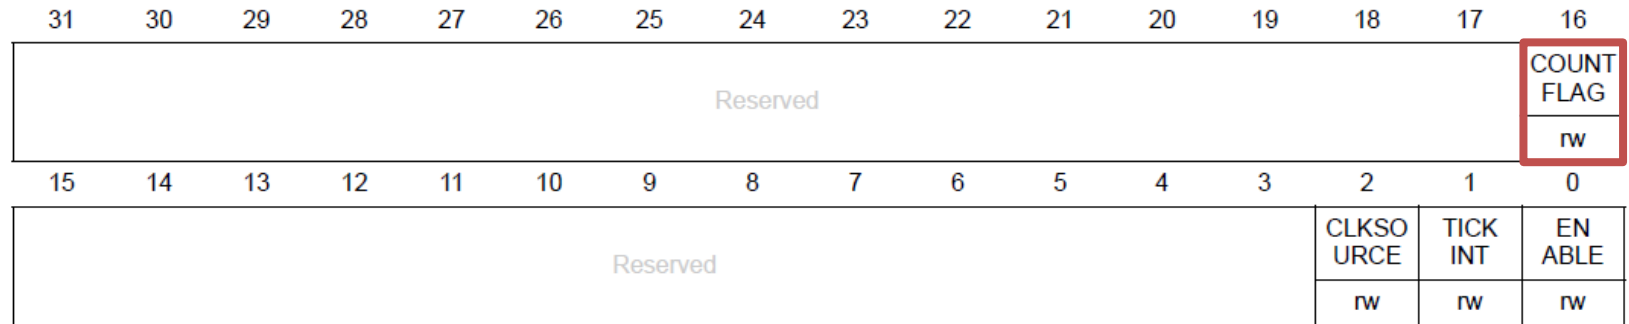 31 30 29 28 27 26 25 24 23 22 21 20 19 18 17 16
COUNT
Reserved FLAG
rw
15 14 13 12 11 10 9 8 7 6 5 4 3 2 1 0
CLKSO TICK EN
Reserved URCE INT ABLE
rw rw rw